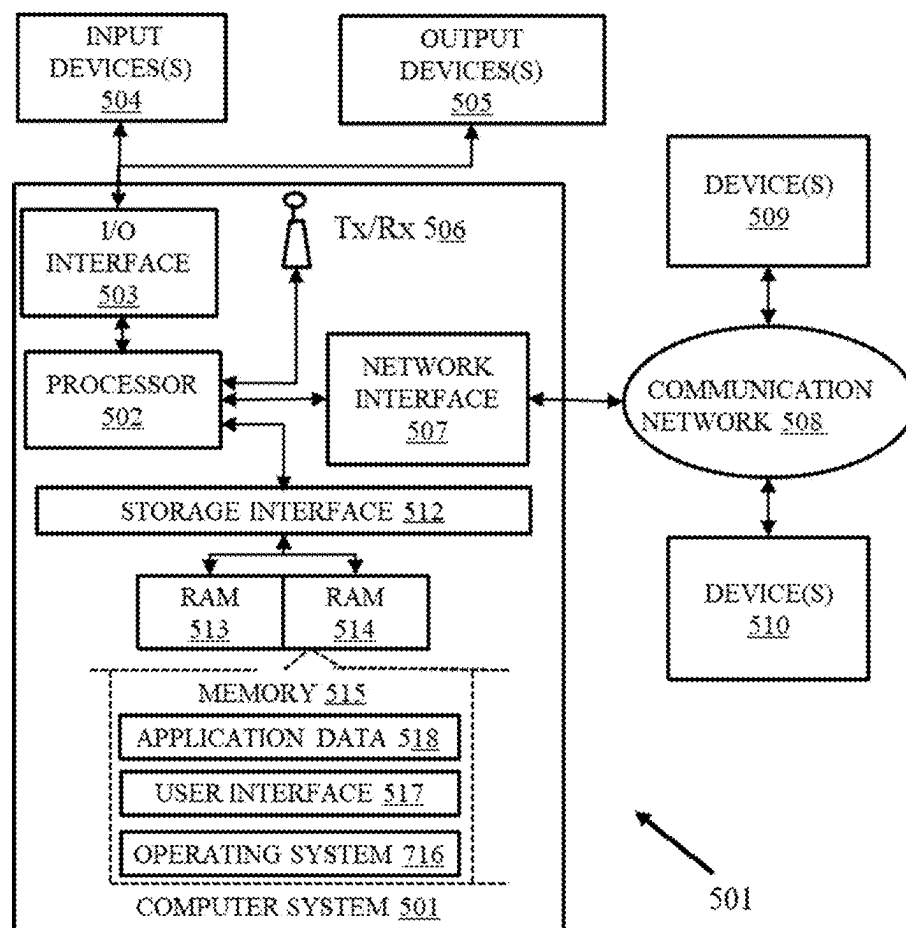 INPUT
DEVICES(S)
504
OUTPUT
DEVICES(S)
505
I/O
INTERFACE
503
Tx/Rx 506
DEVICE(S)
509
PROCESSOR
502
NETWORK
INTERFACE
507
COMMUNICATION
NETWORK 508
STORAGE INTERFACE 512
RAM
513
RAM
514
DEVICE(S)
510
MEMORY 515
APPLICATION DATA 518
USER INTERFACE 517
OPERATING SYSTEM 716
COMPUTER SYSTEM 501
501